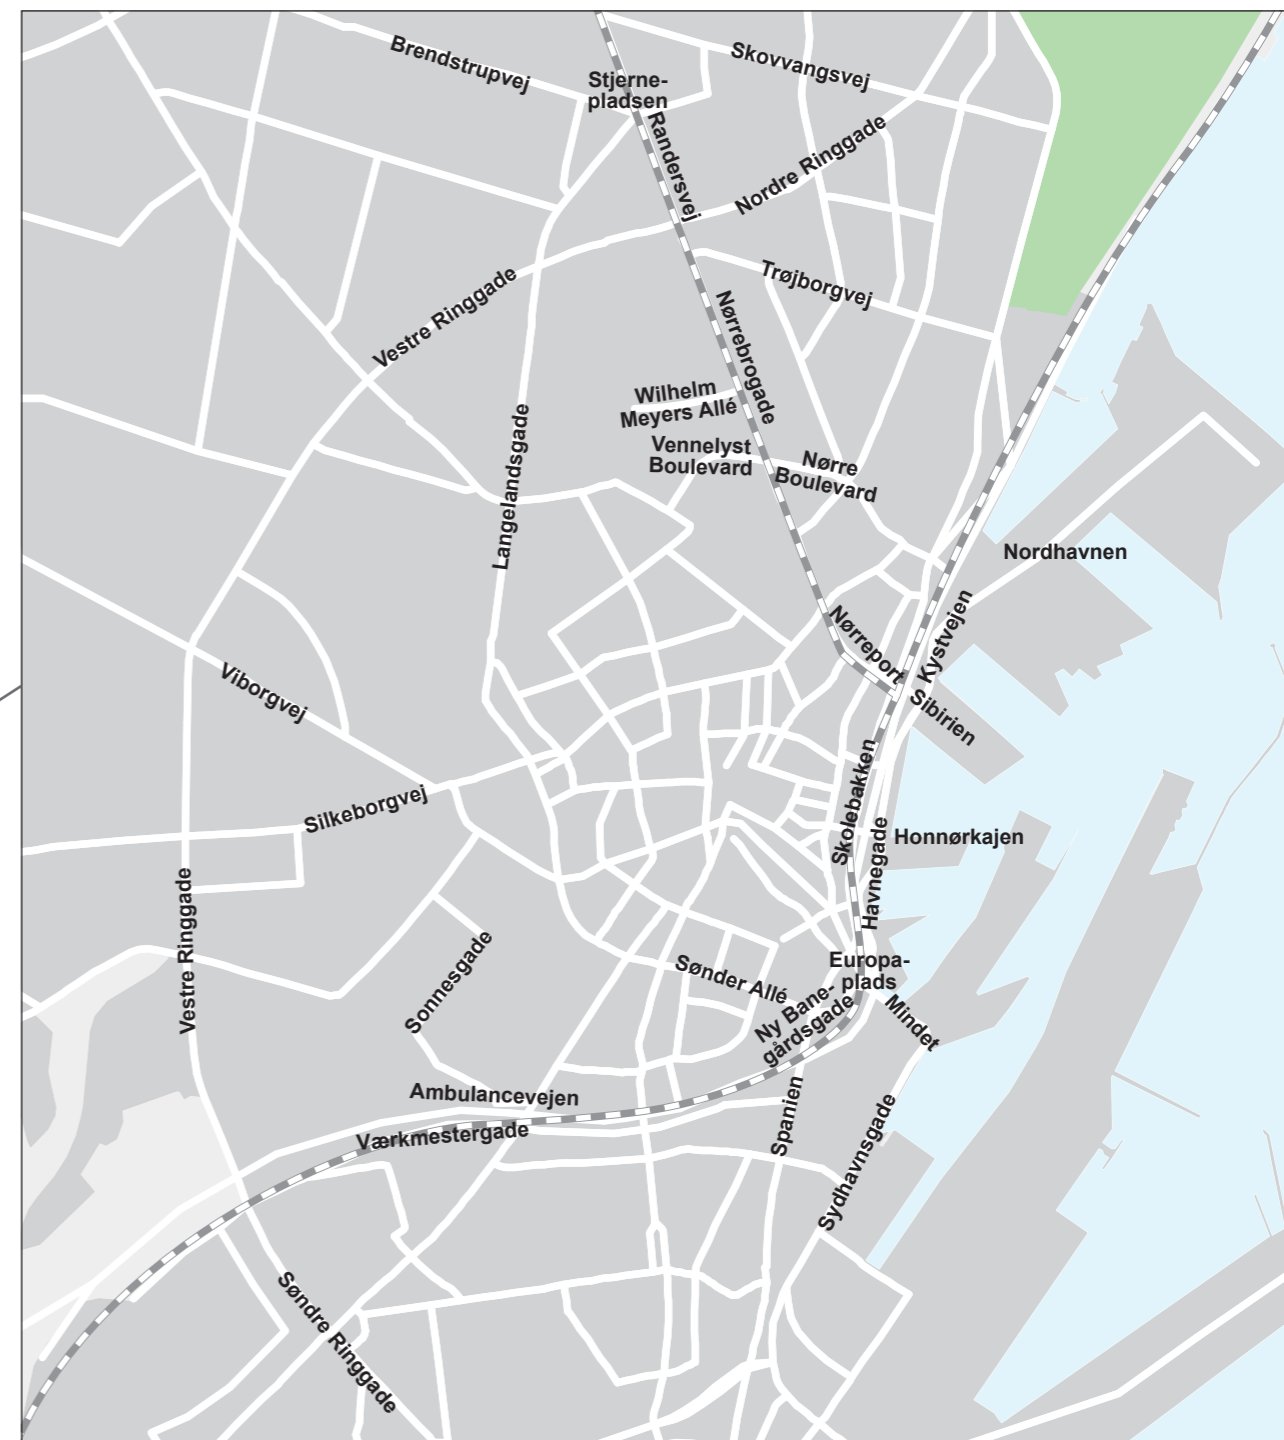 Brendstrupvej
Skovvangsvej
Stjerne-
pladsen
Randersvej
Nordre Ringgade
Trøjborgvej
Vestre Ringgade
Nørrebrogade
Wilhelm
Meyers Allé
Vennelyst
Boulevard
Nørre
Boulevard
Langelandsgade
Nordhavnen
Nørreport
Kystvejen
Sibirien
Viborgvej
Silkeborgvej
Skolebakken
Havnegade
Honnørkajen
Vestre Ringgade
Sonnesgade
Sønder Allé
Europa-
plads
Ny Bane-
gårdsgade
Mindet
Ambulancevejen
Værkmestergade
Spanien
Sydhavnsgade
Søndre Ringgade